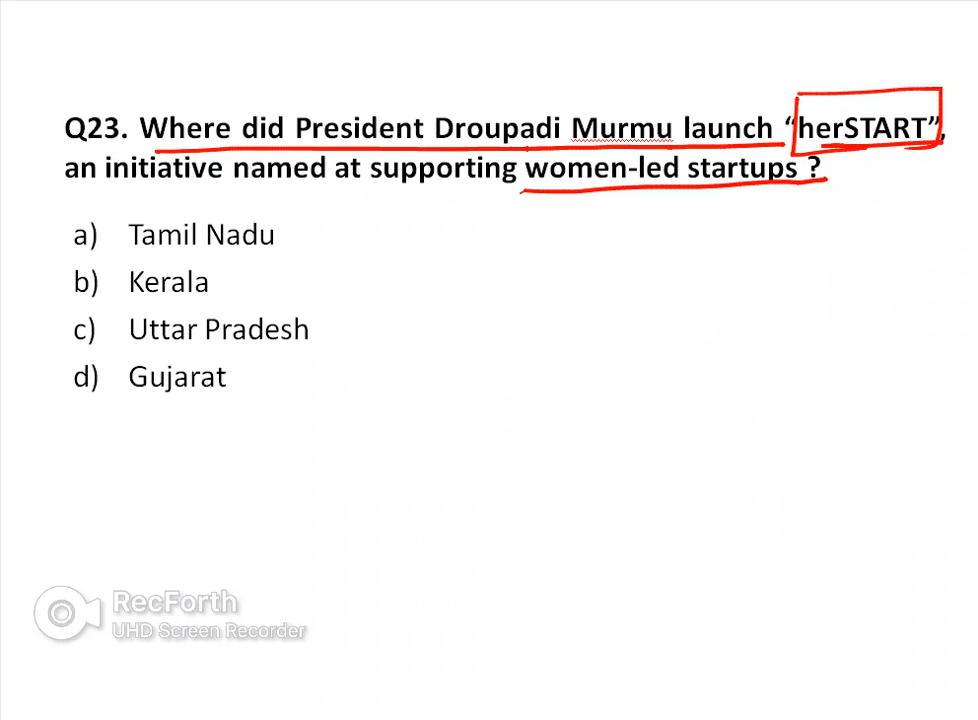 Q23. Where did President Droupadi Murmu launch “herSTART”,
an initiative named at supporting women-led startups ?
a) Tamil Nadu
b) Kerala
c) Uttar Pradesh
d) Gujarat
RecForth
UHD Screen Recorder